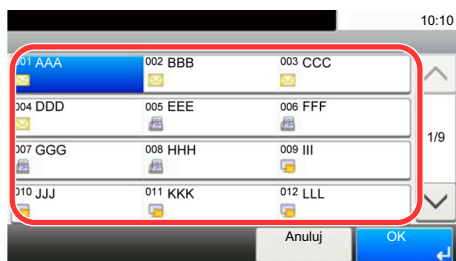 10:10
001 AAA 002 BBB 003 CCC
004 DDD 005 EEE 006 FFF
1/9
007 GGG 008 HHH 009 III
010 JJJ 011 KKK 012 LLL
Anuluj OK